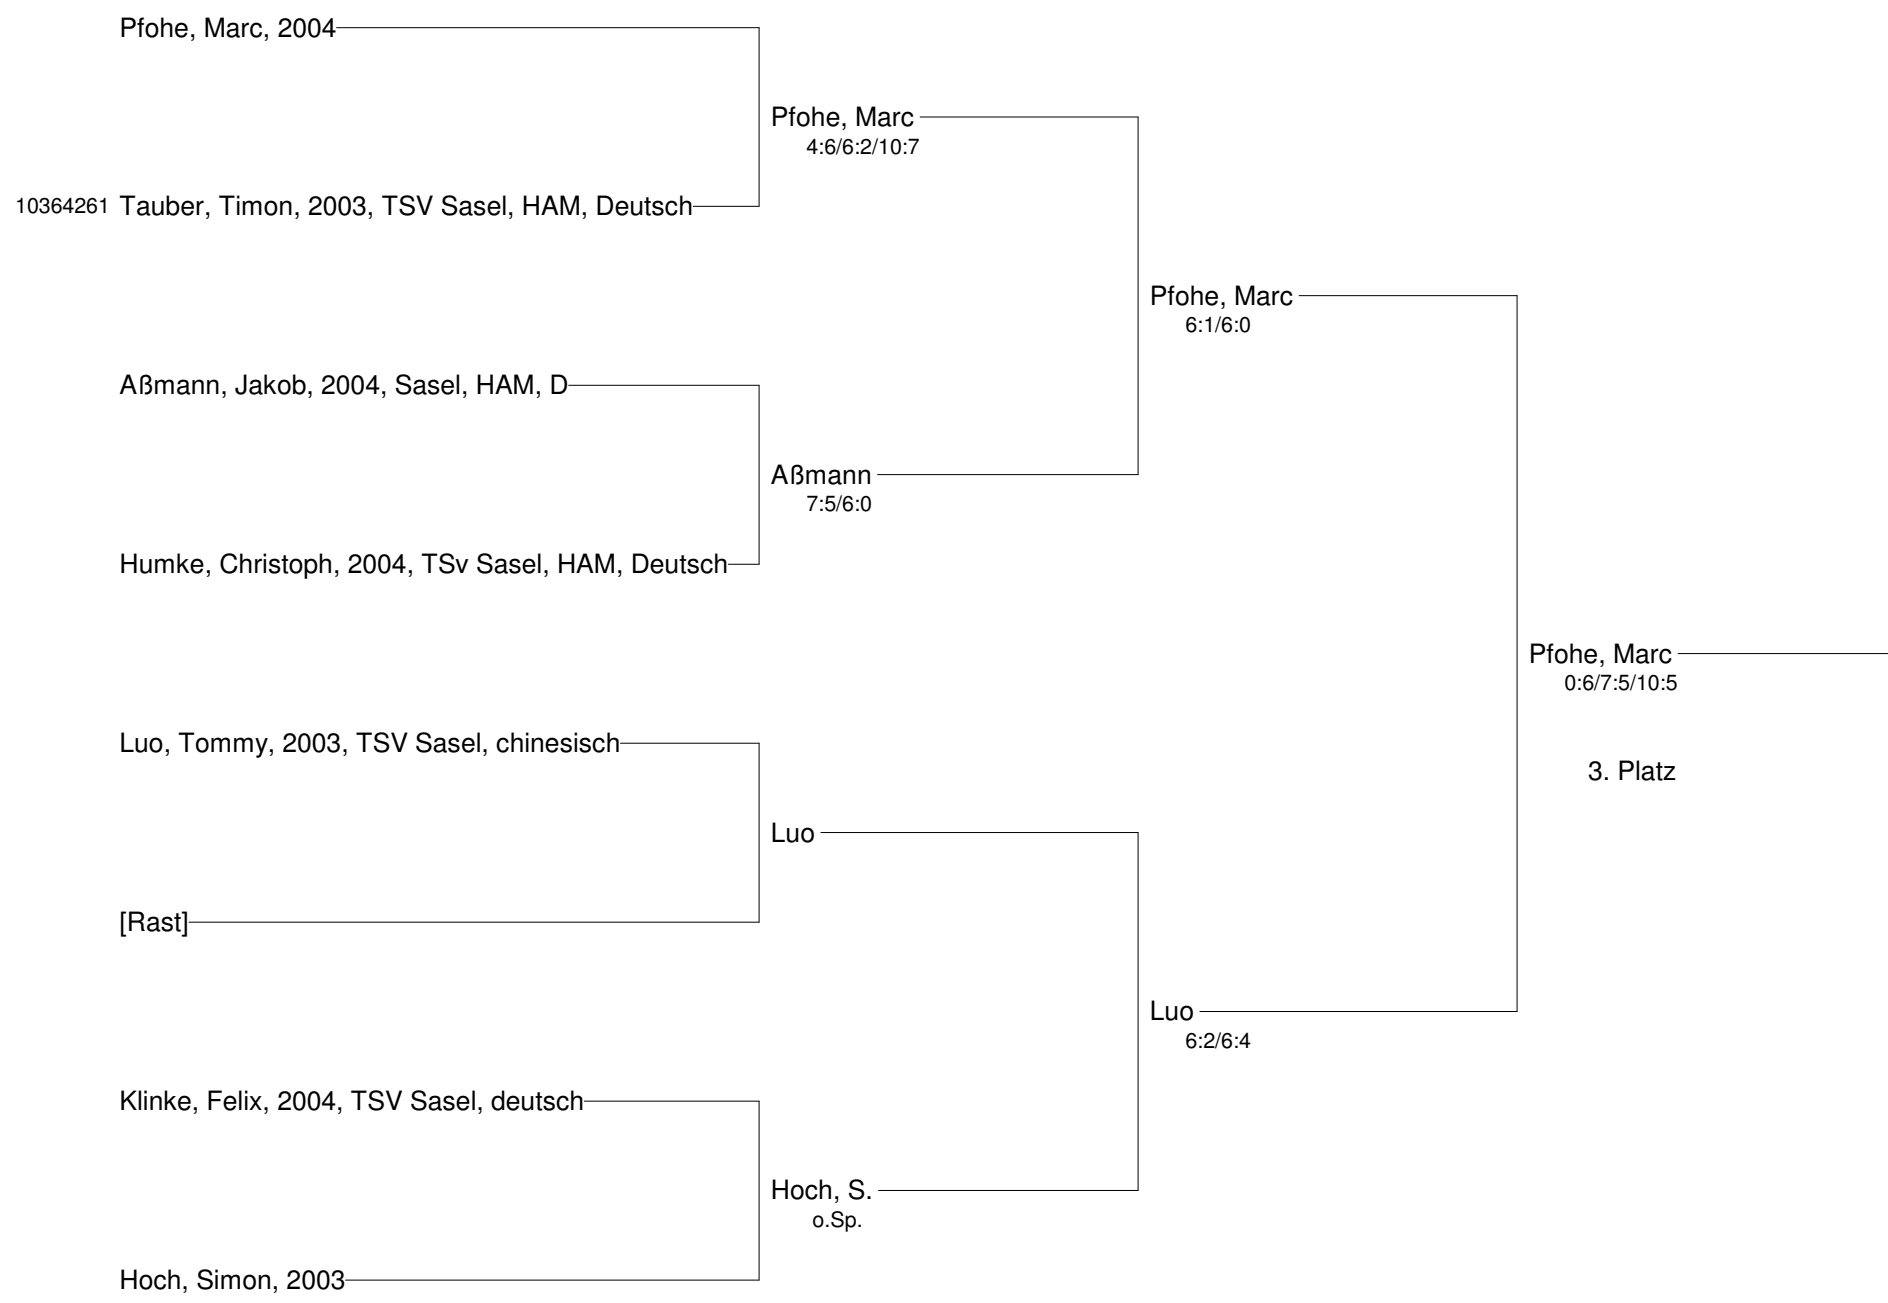 Pfohe, Marc, 2004
Pfohe, Marc
4:6/6:2/10:7
10364261 Tauber, Timon, 2003, TSV Sasel, HAM, Deutsch
Pfohe, Marc
6:1/6:0
Aßmann, Jakob, 2004, Sasel, HAM, D
Aßmann
7:5/6:0
Humke, Christoph, 2004, TSv Sasel, HAM, Deutsch
Pfohe, Marc
0:6/7:5/10:5
Luo, Tommy, 2003, TSV Sasel, chinesisch
3. Platz
Luo
[Rast]
Luo
6:2/6:4
Klinke, Felix, 2004, TSV Sasel, deutsch
Hoch, S.
o.Sp.
Hoch, Simon, 2003